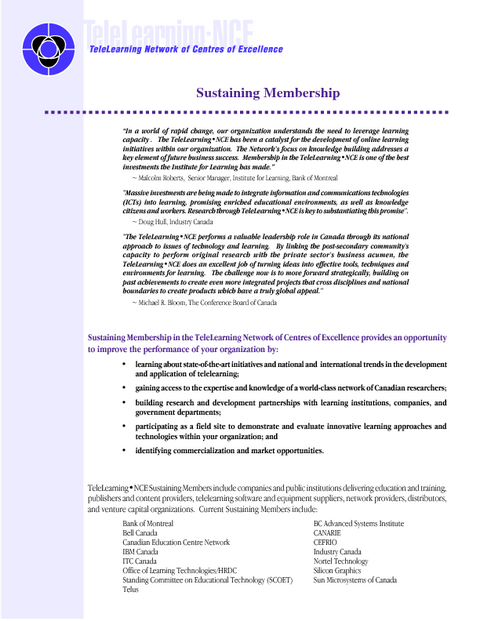 TeleLearning•NCE
TeleLearning Network of Centres of Excellence
Sustaining Membership
"In a world of rapid change, our organization understands the need to leverage learning
capacity. The TeleLearning•NCE has been a catalyst for the development of online learning
initiatives within our organization. The Network's focus on knowledge building addresses a
key element of future business success. Membership in the TeleLearning•NCE is one of the best
investments the Institute for Learning has made."
~ Malcolm Roberts, Senior Manager, Institute for Learning, Bank of Montreal
"Massive investments are being made to integrate information and communications technologies
(ICTs) into learning, promising enriched educational environments, as well as knowledge
citizens and workers. Research through TeleLearning•NCE is key to substantiating this promise".
~ Doug Hull, Industry Canada
"The TeleLearning•NCE performs a valuable leadership role in Canada through its national
approach to issues of technology and learning. By linking the post-secondary community's
capacity to perform original research with the private sector's business acumen, the
TeleLearning•NCE does an excellent job of turning ideas into effective tools, techniques and
environments for learning. The challenge now is to move forward strategically, building on
past achievements to create even more integrated projects that cross disciplines and national
boundaries to create products which have a truly global appeal."
~ Michael R. Bloom, The Conference Board of Canada
Sustaining Membership in the TeleLearning Network of Centres of Excellence provides an opportunity
to improve the performance of your organization by:
• learning about state-of-the-art initiatives and national and international trends in the development
and application of telelearning;
• gaining access to the expertise and knowledge of a world-class network of Canadian researchers;
• building research and development partnerships with learning institutions, companies, and
government departments;
• participating as a field site to demonstrate and evaluate innovative learning approaches and
technologies within your organization; and
• identifying commercialization and market opportunities.
TeleLearning•NCE Sustaining Members include companies and public institutions delivering education and training,
publishers and content providers, telelearning software and equipment suppliers, network providers, distributors,
and venture capital organizations. Current Sustaining Members include:
Bank of Montreal
Bell Canada
Canadian Education Centre Network
IBM Canada
ITC Canada
Office of Learning Technologies/HRDC
Standing Committee on Educational Technology (SCOET)
Telus
BC Advanced Systems Institute
CANARIE
CEFRIO
Industry Canada
Nortel Technology
Silicon Graphics
Sun Microsystems of Canada